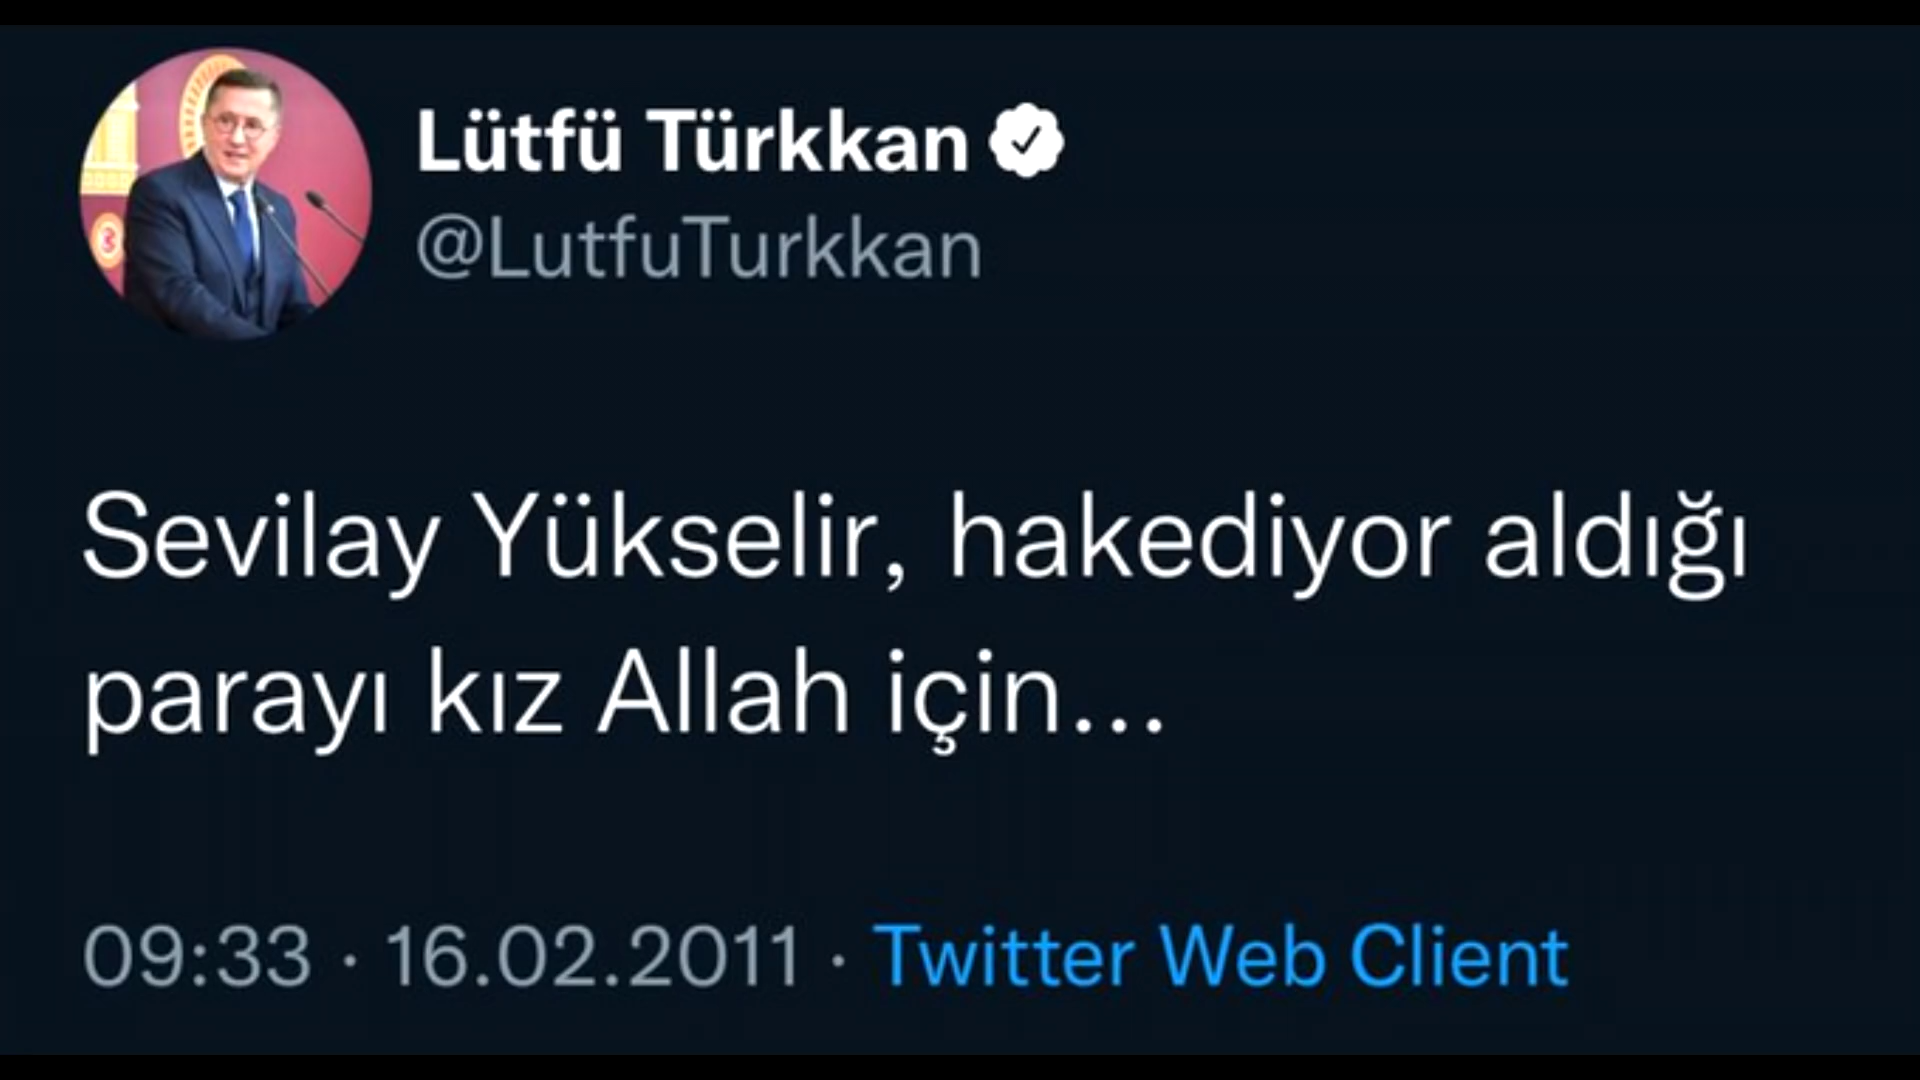 Lütfü Türkkan
@LutfuTurkkan
Sevilay Yükselir, hakediyor aldığı
parayı kız Allah için...
09:33 · 16.02.2011 · Twitter Web Client